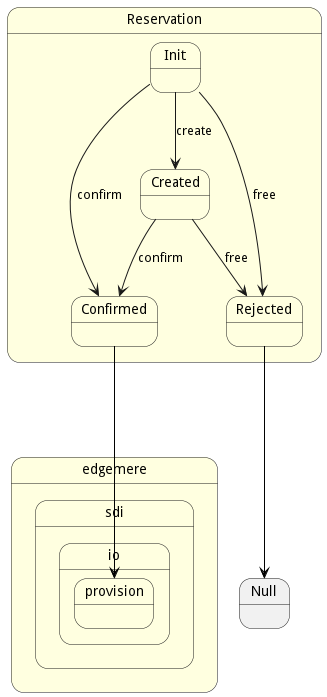 Reservation
Init
create
Created
confirm
free
confirm
free
Confirmed
Rejected
edgemere
sdi
io
provision
Null